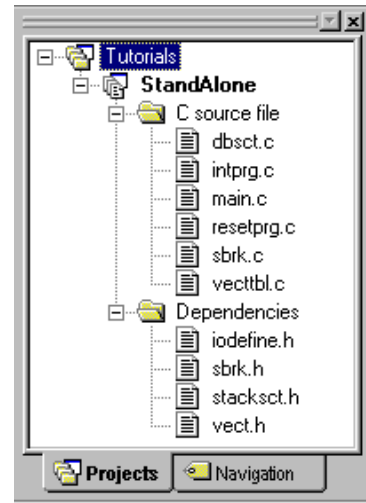 Tutorials
StandAlone
C source file
dbsct.c
intprg.c
main.c
resetprg.c
sbrk.c
vecttbl.c
Dependencies
iodefine.h
sbrk.h
stacksct.h
vect.h
Projects Navigation